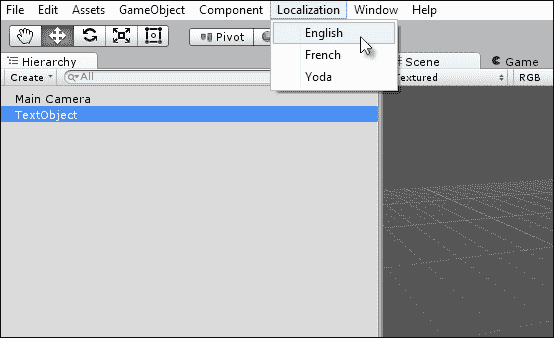 File Edit Assets GameObject Component Localization Window Help
English
French
Yoda
Pivot
Hierarchy
Scene
Game
Create
All
Textured
RGB
Main Camera
TextObject